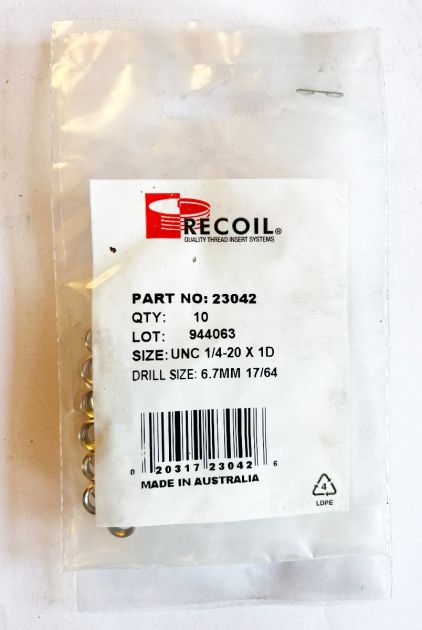 RECOIL®
QUALITY THREAD INSERT SYSTEMS
PART NO: 23042
QTY: 10
LOT: 944063
SIZE: UNC 1/4-20 X 1D
DRILL SIZE: 6.7MM 17/64
0 20317 23042 6
MADE IN AUSTRALIA
4
LDPE